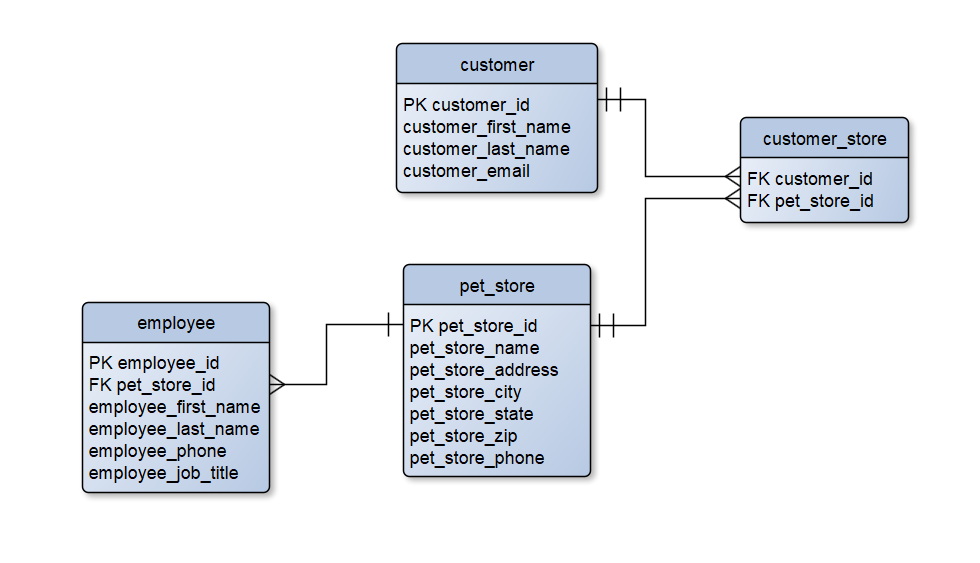 customer
PK customer_id
customer_first_name
customer_last_name
customer_email
customer_store
FK customer_id
FK pet_store_id
pet_store
PK pet_store_id
pet_store_name
pet_store_address
pet_store_city
pet_store_state
pet_store_zip
pet_store_phone
employee
PK employee_id
FK pet_store_id
employee_first_name
employee_last_name
employee_phone
employee_job_title